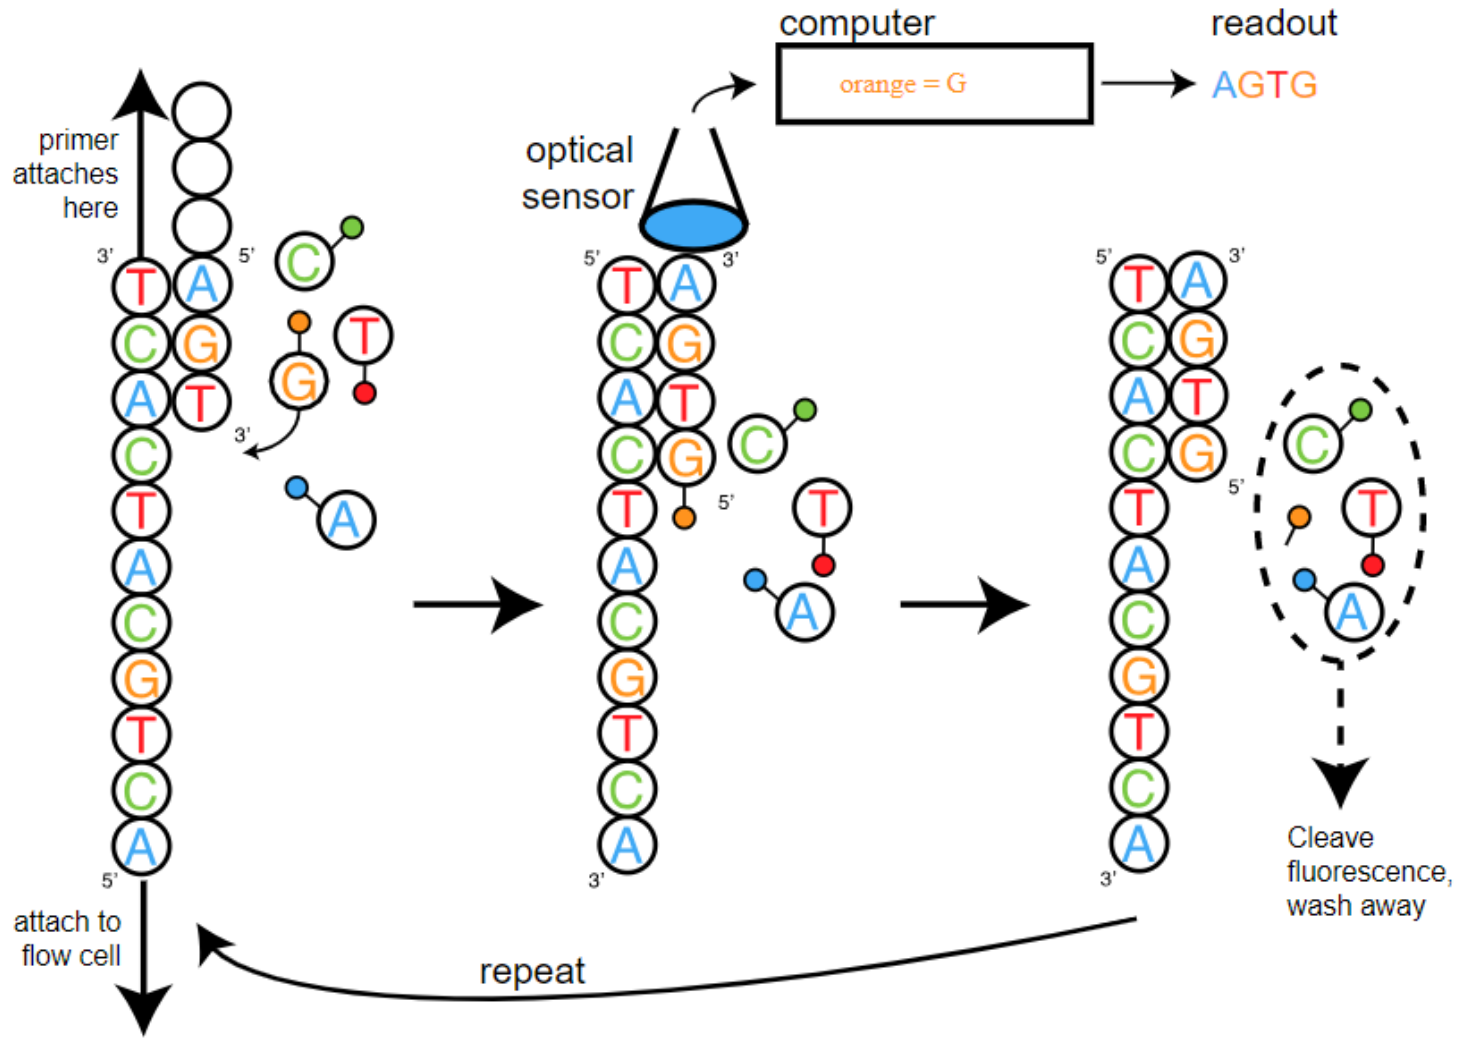 computer
readout
orange = G
AGTG
primer
attaches
here
optical
sensor
3'
5'
T A
C G
A T
C
T
A
C
G
T
C
A
3'
5'
C
G
T
A
attach to
flow cell
5'
3'
T A
C G
A T
C G
T
A
C
G
T
C
A
5'
3'
C
T
A
5'
3'
T A
C G
A T
C G
T
A
C
G
T
C
A
5'
3'
C
T
A
Cleave
fluorescence,
wash away
repeat